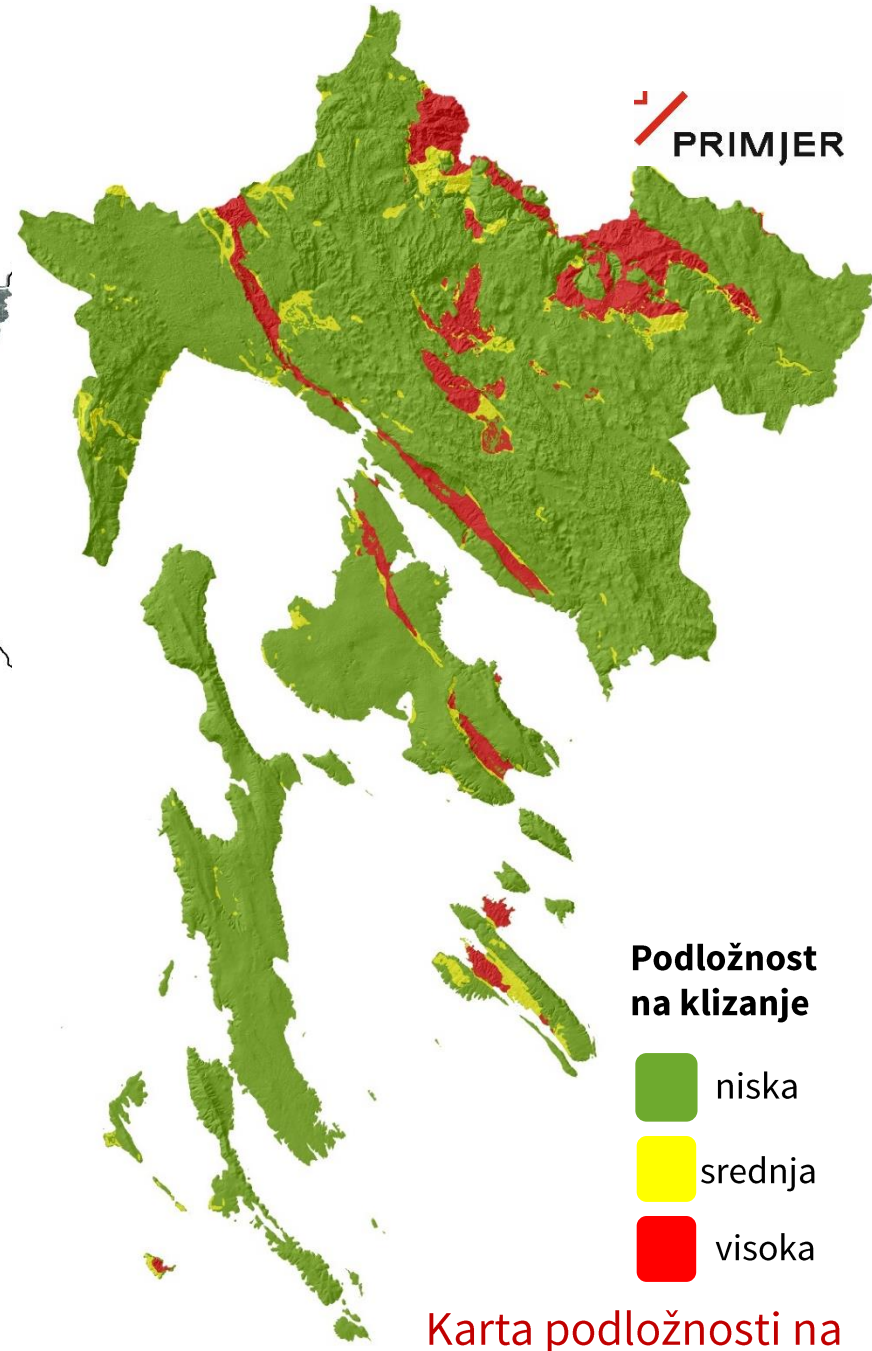 PRIMJER
Podložnost
na klizanje
niska
srednja
visoka
Karta podložnosti na